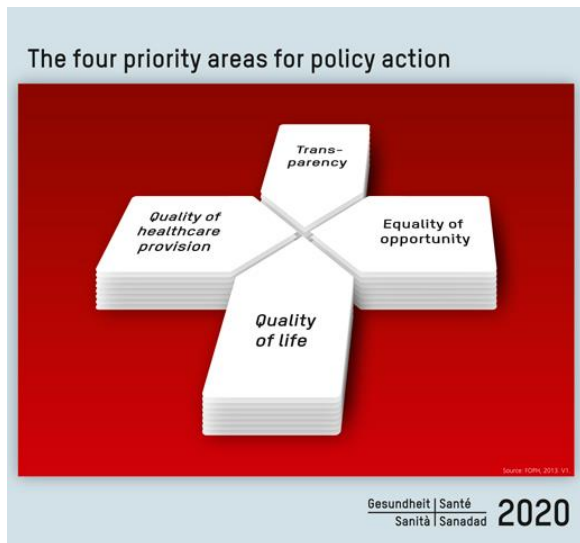 The four priority areas for policy action
Trans-
parency
Quality of
healthcare
provision
Equality of
opportunity
Quality
of life
Source: FOPH, 2013 V1.
Gesundheit | Santé
Sanità | Sanadad
2020